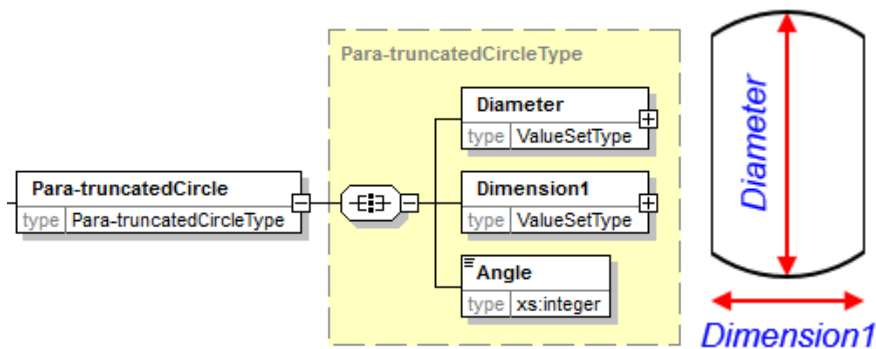 Para-truncatedCircleType
Diameter
type ValueSetType
Dimension1
type ValueSetType
Angle
type xs:integer
Para-truncatedCircle
type Para-truncatedCircleType
Diameter
Dimension1